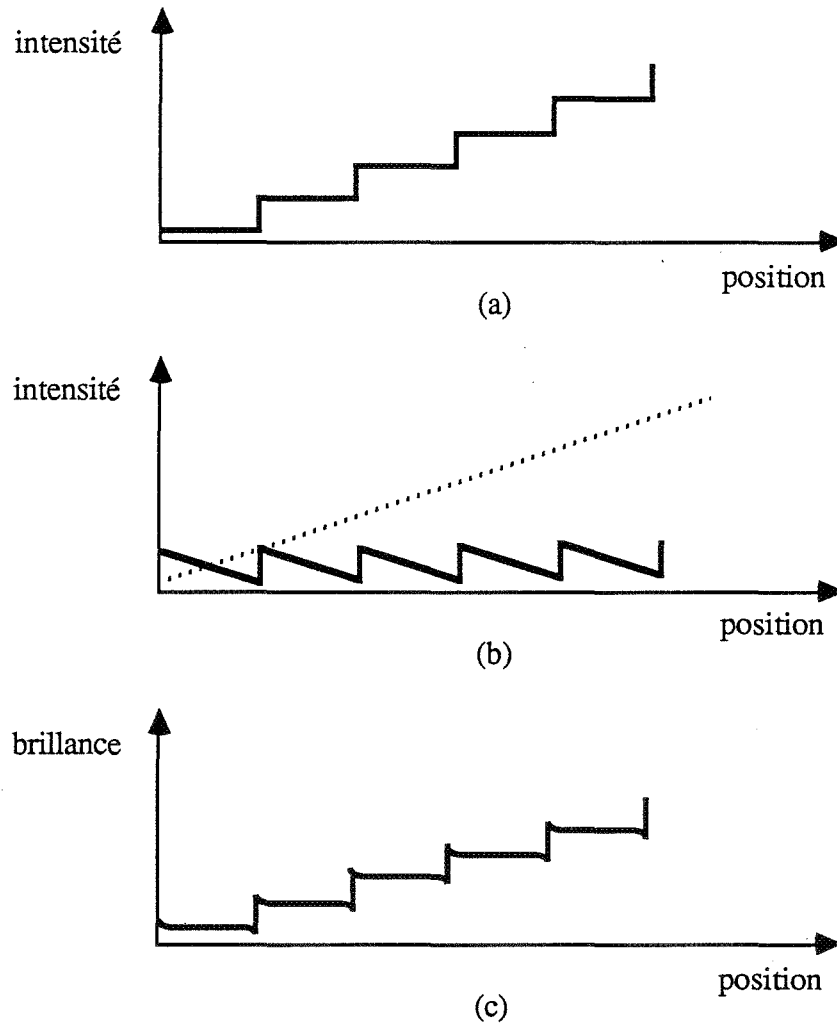 intensité
position
(a)
intensité
position
(b)
brillance
position
(c)